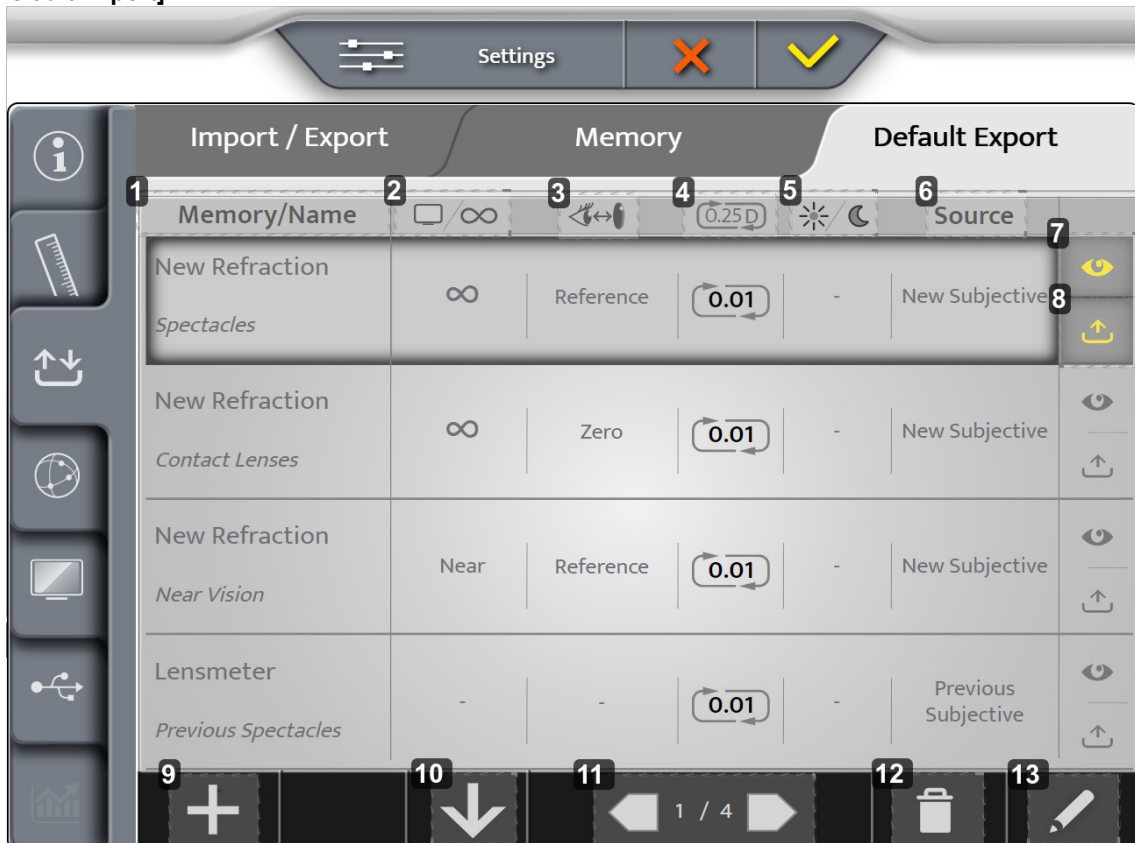 Settings
Import / Export
Memory
Default Export
1
2
3
4
5
6
Memory/Name
0.25 D
Source
7
New Refraction
Spectacles
∞
Reference
0.01
-
New Subjective
8
New Refraction
Contact Lenses
∞
Zero
0.01
-
New Subjective
New Refraction
Near Vision
Near
Reference
0.01
-
New Subjective
Lensmeter
Previous Spectacles
-
-
0.01
-
Previous
Subjective
9
10
11
12
13
1 / 4